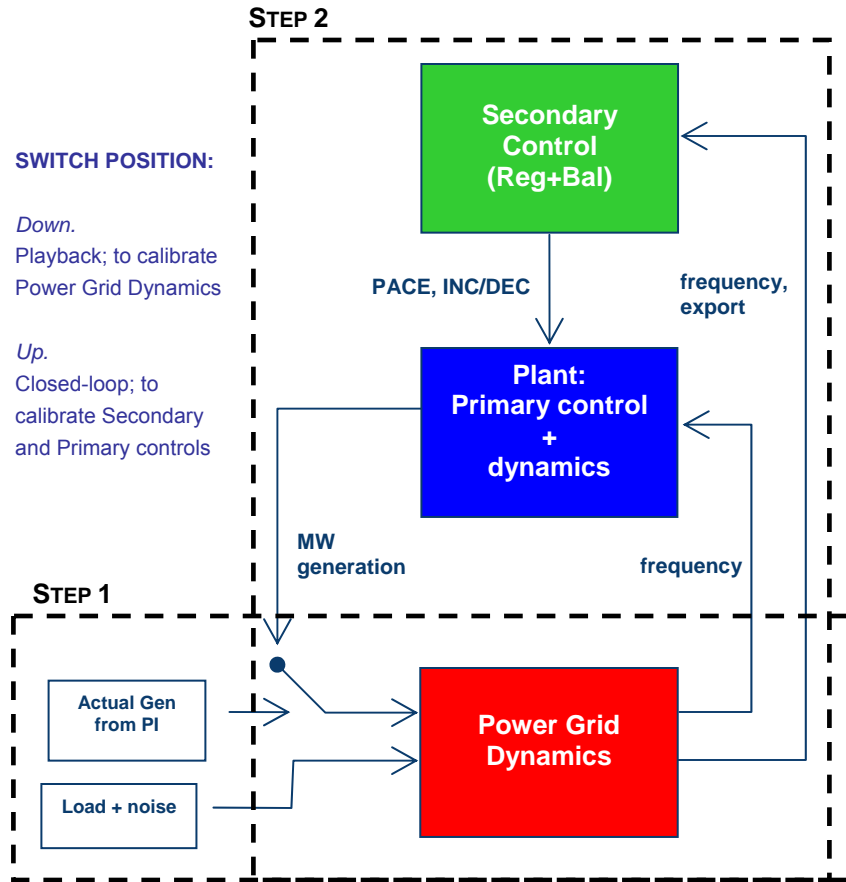 STEP 2
Secondary
Control
(Reg+Bal)
SWITCH POSITION:
Down.
Playback; to calibrate
Power Grid Dynamics
Up.
Closed-loop; to
calibrate Secondary
and Primary controls
PACE, INC/DEC
frequency,
export
Plant:
Primary control
+
dynamics
MW
generation
frequency
STEP 1
Actual Gen
from PI
Load + noise
Power Grid
Dynamics